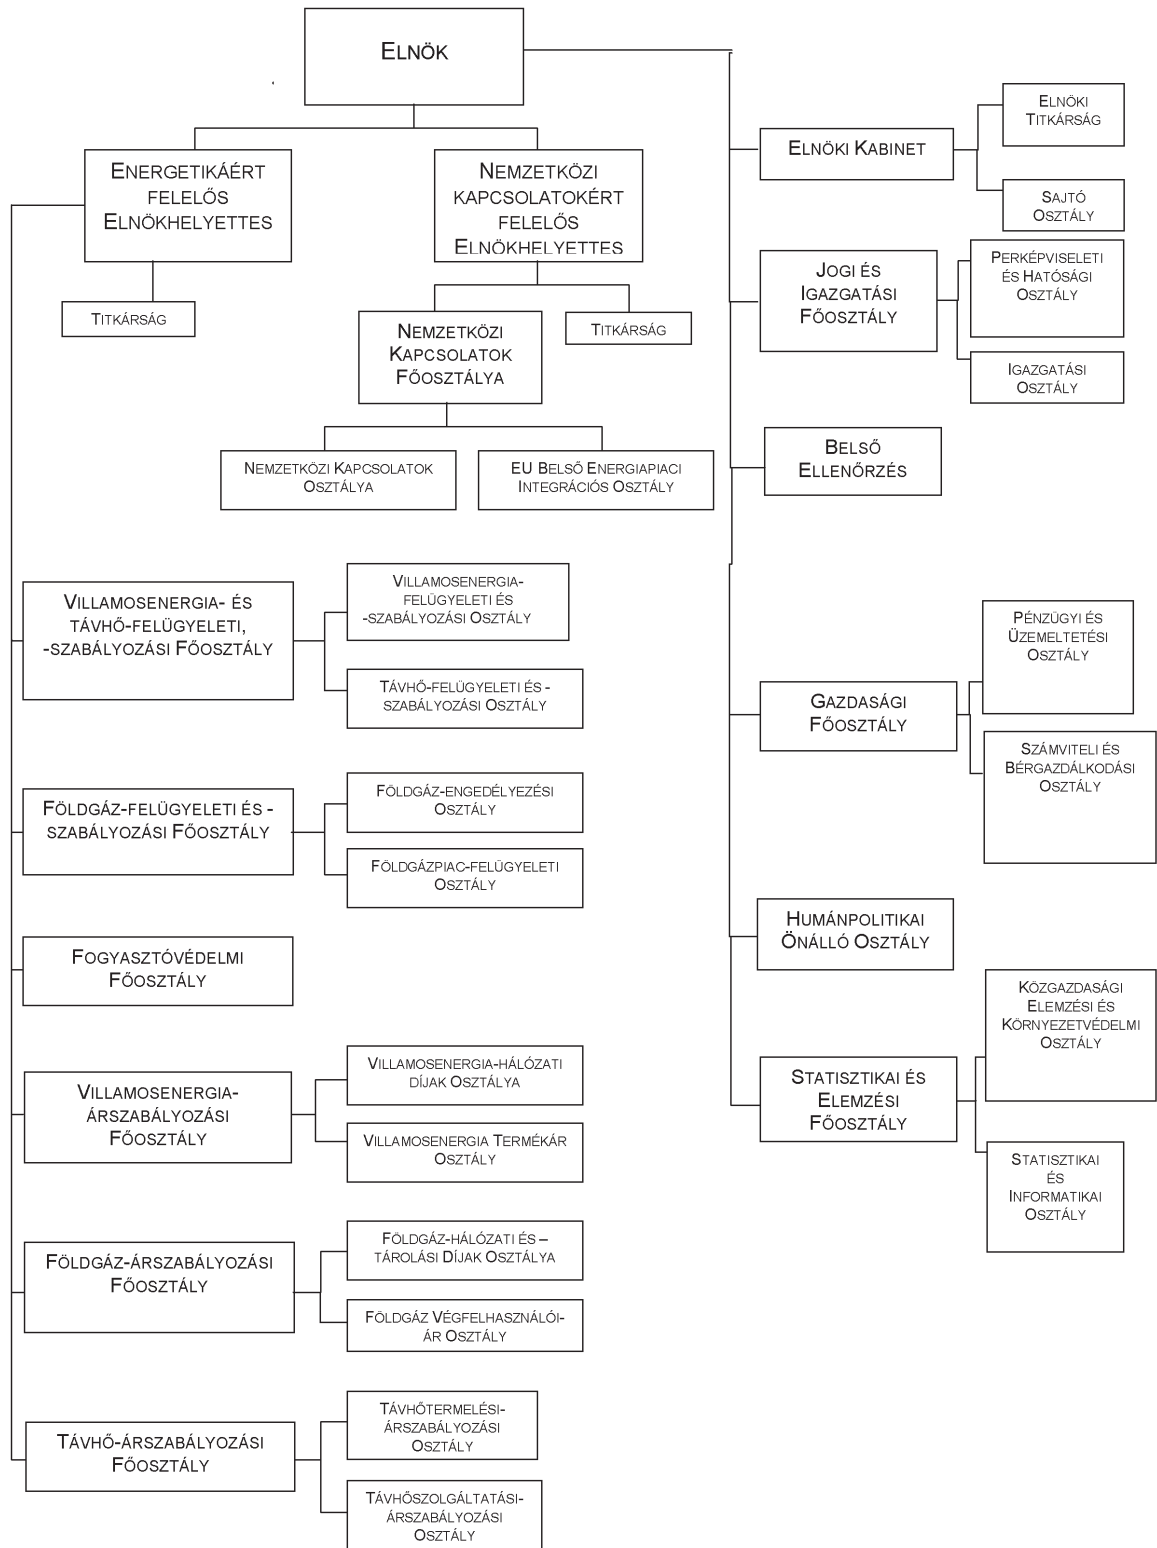 ELNÖK
ENERGETIKÁÉRT
FELELŐS
ELNÖKHELYETTES
TITKÁRSÁG
NEMZETKÖZI
KAPCSOLATOKÉRT
FELELŐS
ELNÖKHELYETTES
NEMZETKÖZI
KAPCSOLATOK
FŐOSZTÁLYA
TITKÁRSÁG
NEMZETKÖZI KAPCSOLATOK
OSZTÁLYA
EU BELSŐ ENERGIAPIACI
INTEGRÁCIÓS OSZTÁLY
VILLAMOSENERGIA- ÉS
TÁVHŐ-FELÜGYELETI,
-SZABÁLYOZÁSI FŐOSZTÁLY
VILLAMOSENERGIA-
FELÜGYELETI ÉS
-SZABÁLYOZÁSI OSZTÁLY
TÁVHŐ-FELÜGYELETI ÉS -
SZABÁLYOZÁSI OSZTÁLY
FÖLDGÁZ-FELÜGYELETI ÉS -
SZABÁLYOZÁSI FŐOSZTÁLY
FÖLDGÁZ-ENGEDÉLYEZÉSI
OSZTÁLY
FÖLDGÁZPIAC-FELÜGYELETI
OSZTÁLY
FOGYASZTÓVÉDELMI
FŐOSZTÁLY
VILLAMOSENERGIA-
ÁRSZABÁLYOZÁSI
FŐOSZTÁLY
VILLAMOSENERGIA-HÁLÓZATI
DÍJAK OSZTÁLYA
VILLAMOSENERGIA TERMÉKÁR
OSZTÁLY
FÖLDGÁZ-ÁRSZABÁLYOZÁSI
FŐOSZTÁLY
FÖLDGÁZ-HÁLÓZATI ÉS –
TÁROLÁSI DÍJAK OSZTÁLYA
FÖLDGÁZ VÉGFELHASZNÁLÓI-
ÁR OSZTÁLY
TÁVHŐ-ÁRSZABÁLYOZÁSI
FŐOSZTÁLY
TÁVHŐTERMELÉSI-
ÁRSZABÁLYOZÁSI
OSZTÁLY
TÁVHŐSZOLGÁLTATÁSI-
ÁRSZABÁLYOZÁSI
OSZTÁLY
ELNÖKI KABINET
ELNÖKI
TITKÁRSÁG
SAJTÓ
OSZTÁLY
JOGI ÉS
IGAZGATÁSI
FŐOSZTÁLY
PERKÉPVISELETI
ÉS HATÓSÁGI
OSZTÁLY
IGAZGATÁSI
OSZTÁLY
BELSŐ
ELLENŐRZÉS
GAZDASÁGI
FŐOSZTÁLY
PÉNZÜGYI ÉS
ÜZEMELTETÉSI
OSZTÁLY
SZÁMVITELI ÉS
BÉRGAZDÁLKODÁSI
OSZTÁLY
HUMÁNPOLITIKAI
ÖNÁLLÓ OSZTÁLY
STATISZTIKAI ÉS
ELEMZÉSI
FŐOSZTÁLY
KÖZGAZDASÁGI
ELEMZÉSI ÉS
KÖRNYEZETVÉDELMI
OSZTÁLY
STATISZTIKAI
ÉS
INFORMATIKAI
OSZTÁLY